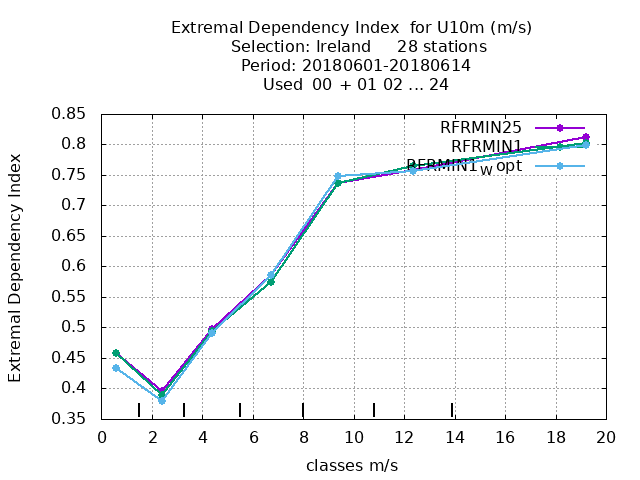 Extremal Dependency Index for U10m (m/s)
Selection: Ireland 28 stations
Period: 20180601-20180614
Used 00 + 01 02 ... 24
Extremal Dependency Index
0.85
0.8
0.75
0.7
0.65
0.6
0.55
0.5
0.45
0.4
0.35
RFRMIN25
RFRMIN1
RFRMIN1wopt
0 2 4 6 8 10 12 14 16 18 20
classes m/s